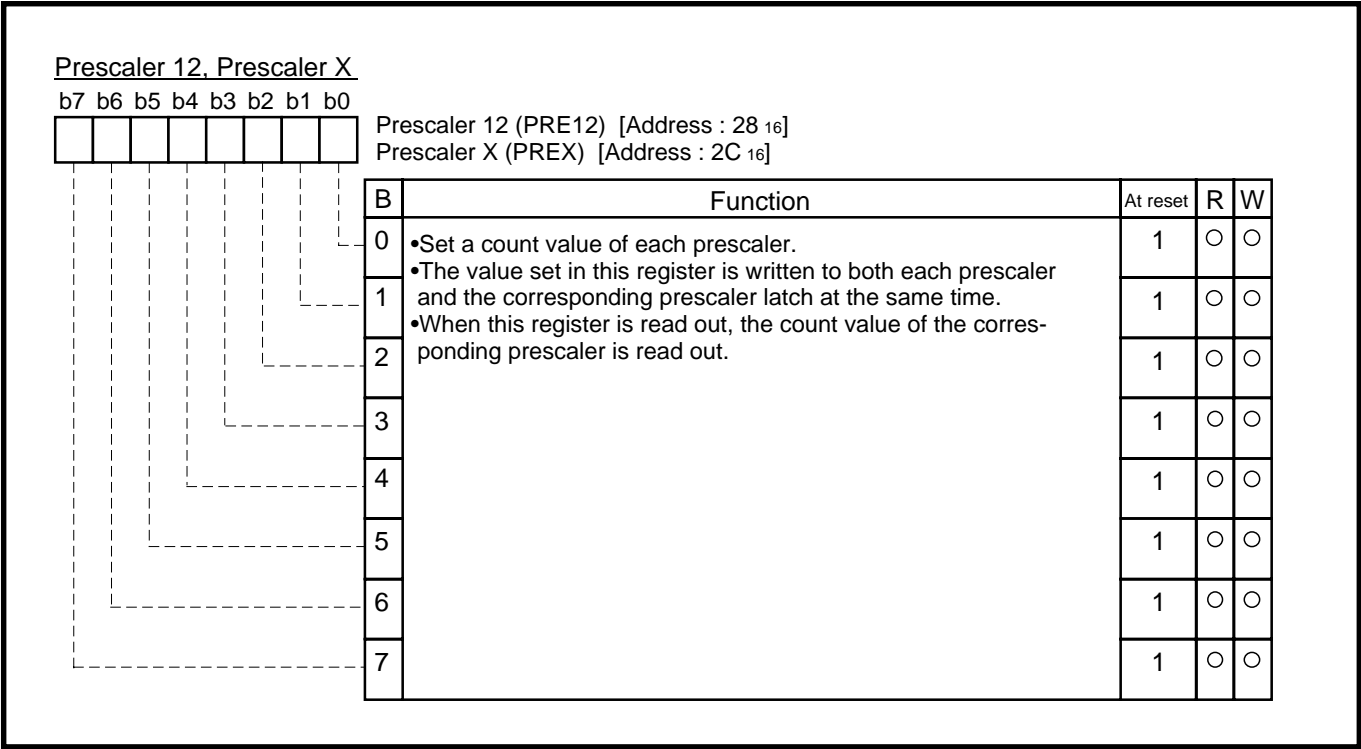 Prescaler 12, Prescaler X
b7 b6 b5 b4 b3 b2 b1 b0
Prescaler 12 (PRE12) [Address : 28 16]
Prescaler X (PREX) [Address : 2C 16]
B Function At reset R W
0 •Set a count value of each prescaler. 1 ○ ○
•The value set in this register is written to both each prescaler
1 and the corresponding prescaler latch at the same time. 1 ○ ○
•When this register is read out, the count value of the corres-
2 ponding prescaler is read out. 1 ○ ○
3 1 ○ ○
4 1 ○ ○
5 1 ○ ○
6 1 ○ ○
7 1 ○ ○